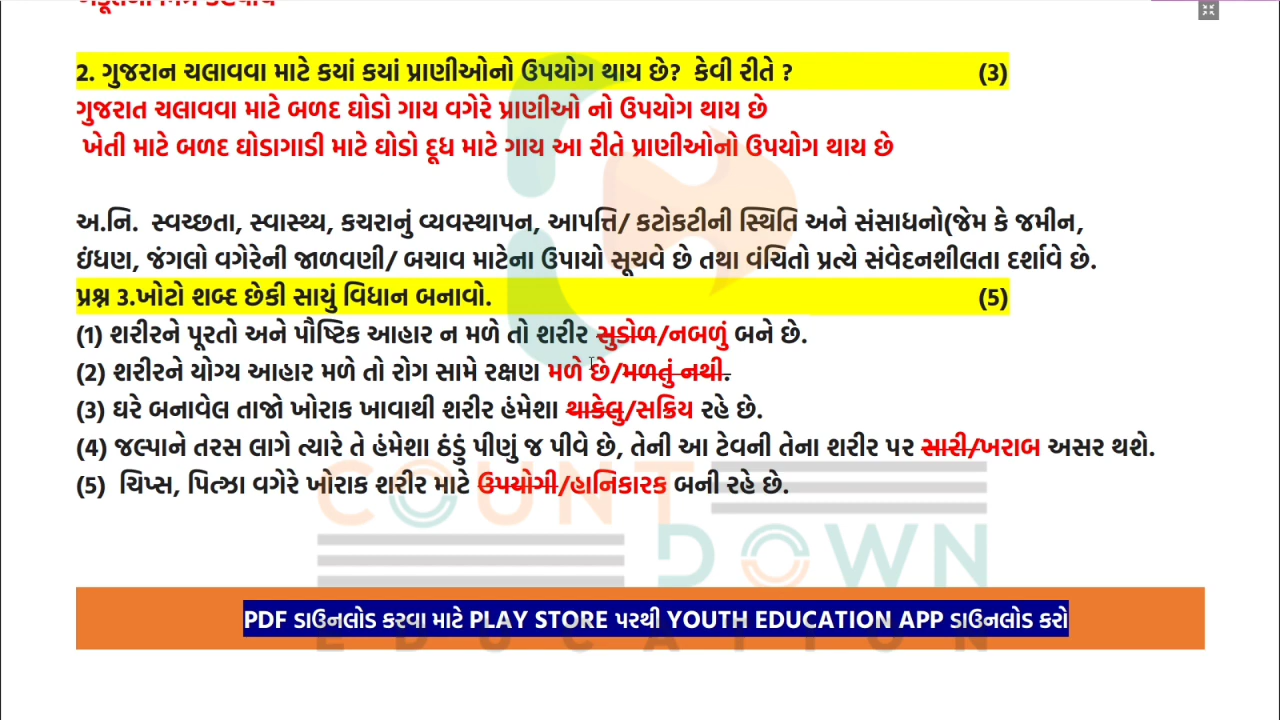 2. ગુજરાન ચલાવવા માટે કયાં કયાં પ્રાણીઓનો ઉપયોગ થાય છે? કેવી રીતે ? (3)
ગુજરાત ચલાવવા માટે બળદ ઘોડો ગાય વગેરે પ્રાણીઓ નો ઉપયોગ થાય છે
ખેતી માટે બળદ ઘોડાગાડી માટે ઘોડો દૂધ માટે ગાય આ રીતે પ્રાણીઓનો ઉપયોગ થાય છે
અ.નિ. સ્વચ્છતા, સ્વાસ્થ્ય, કચરાનું વ્યવસ્થાપન, આપત્તિ/ કટોકટીની સ્થિતિ અને સંસાધનો(જેમ કે જમીન,
ઇંધણ, જંગલો વગેરેની જાળવણી/ બચાવ માટેના ઉપાયો સૂચવે છે તથા વંચિતો પ્રત્યે સંવેદનશીલતા દર્શાવે છે.
પ્રશ્ન 3.ખોટો શબ્દ છેકી સાચું વિધાન બનાવો. (5)
(1) શરીરને પૂરતો અને પૌષ્ટિક આહાર ન મળે તો શરીર સુડોળ/નબળું બને છે.
(2) શરીરને યોગ્ય આહાર મળે તો રોગ સામે રક્ષણ મળે છે/મળતું નથી.
(3) ઘરે બનાવેલ તાજો ખોરાક ખાવાથી શરીર હંમેશા થાકેલુ/સક્રિય રહે છે.
(4) જલ્પાને તરસ લાગે ત્યારે તે હંમેશા ઠંડું પીણું જ પીવે છે, તેની આ ટેવની તેના શરીર પર સારી/ખરાબ અસર થશે.
(5) ચિપ્સ, પિત્ઝા વગેરે ખોરાક શરીર માટે ઉપયોગી/હાનિકારક બની રહે છે.
COUNT
DOWN
PDF ડાઉનલોડ કરવા માટે PLAY STORE પરથી YOUTH EDUCATION APP ડાઉનલોડ કરો
EDUCATION